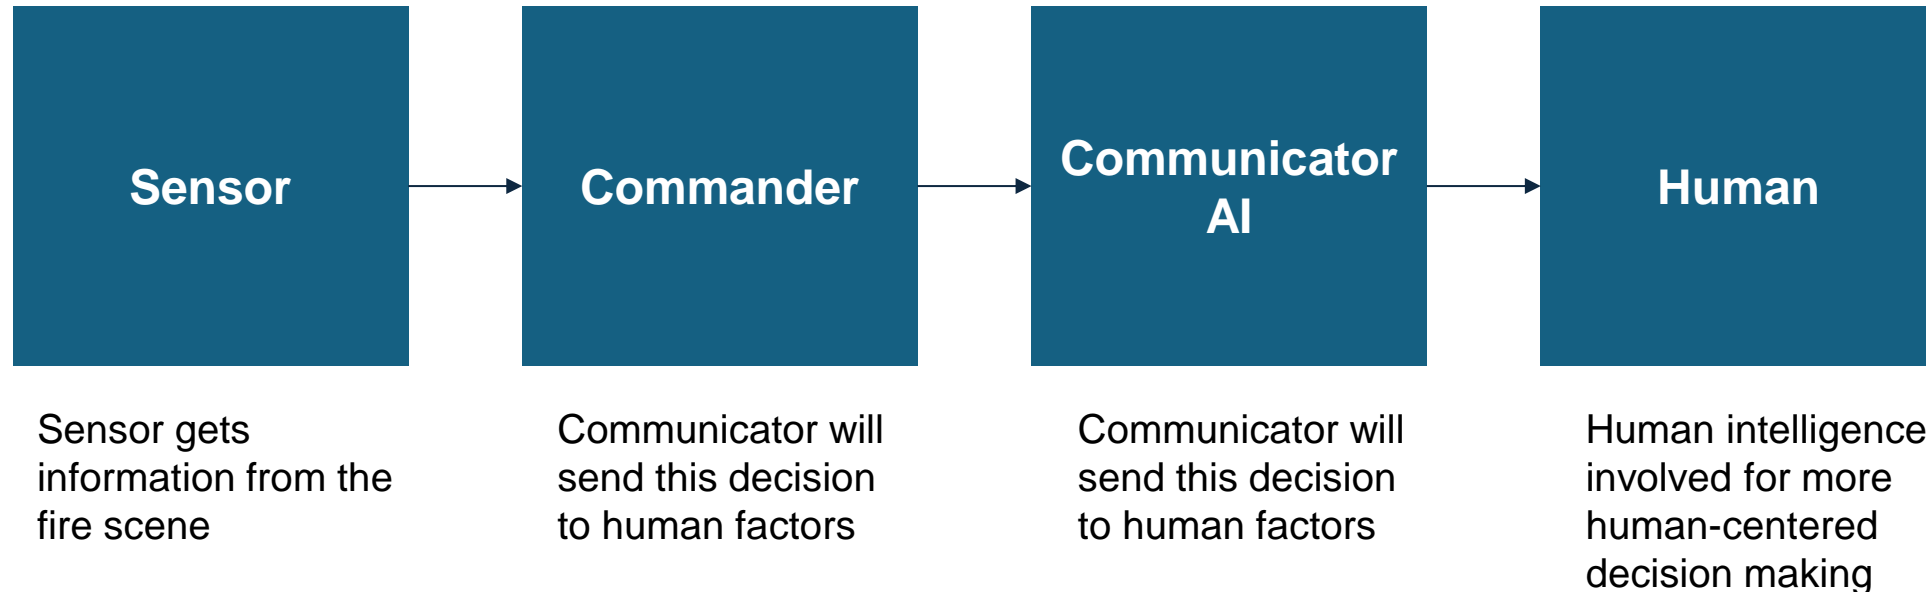 Sensor
Commander
Communicator
AI
Human
Sensor gets
information from the
fire scene
Communicator will
send this decision
to human factors
Communicator will
send this decision
to human factors
Human intelligence
involved for more
human-centered
decision making